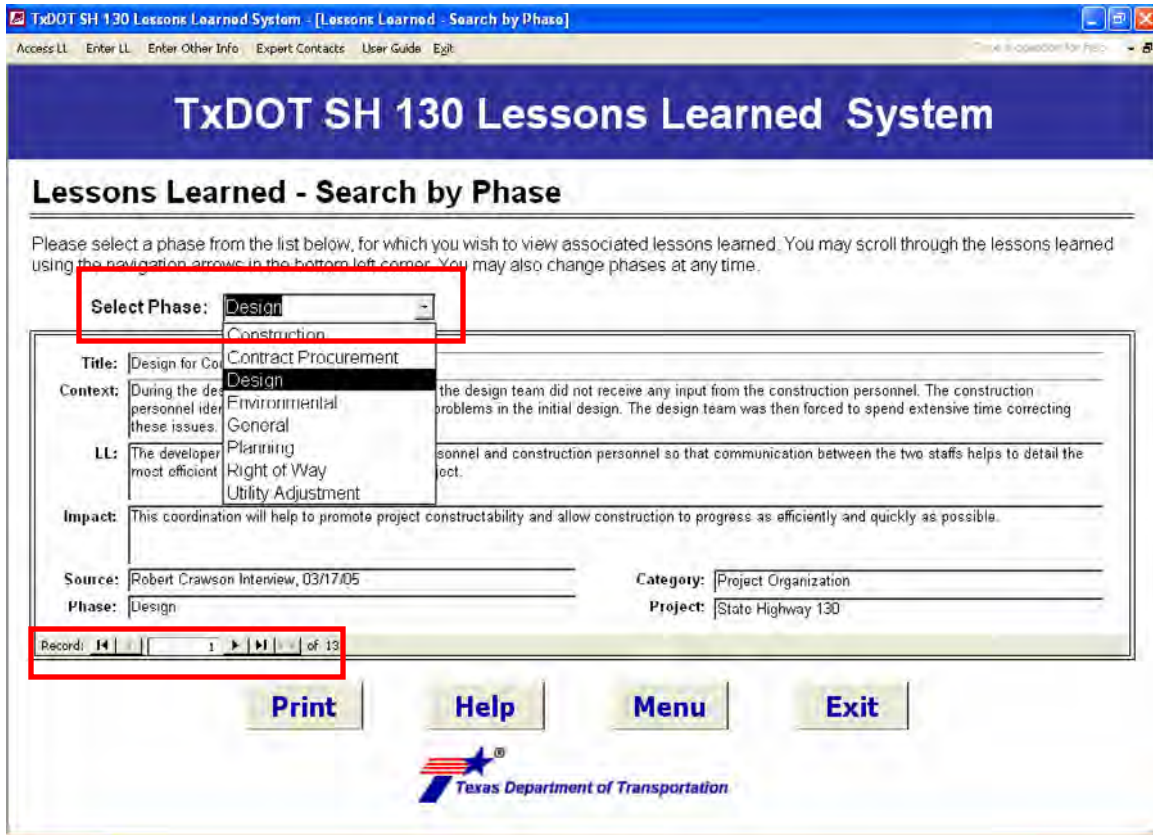 TxDOT SH 130 Lessons Learned System - [Lessons Learned - Search by Phase]
Access LL Enter LL Enter Other Info Expert Contacts User Guide Exit
TxDOT SH 130 Lessons Learned System
Lessons Learned - Search by Phase
Please select a phase from the list below, for which you wish to view associated lessons learned. You may scroll through the lessons learned
using the navigation arrows in the bottom left corner. You may also change phases at any time.
Select Phase: Design
Construction
Contract Procurement
Design
Environmental
General
Planning
Right of Way
Utility Adjustment
Title: Design for
Context: During the the design team did not receive any input from the construction personnel. The construction
personnel problems in the initial design. The design team was then forced to spend extensive time correcting
these issues.
LL: The developer and construction personnel so that communication between the two staffs helps to detail the
most efficient
Impact: This coordination will help to promote project constructability and allow construction to progress as efficiently and quickly as possible.
Source: Robert Crawson Interview, 03/17/05
Category: Project Organization
Phase: Design
Project: State Highway 130
Record: 1 of 13
Print Help Menu Exit
®
Texas Department of Transportation